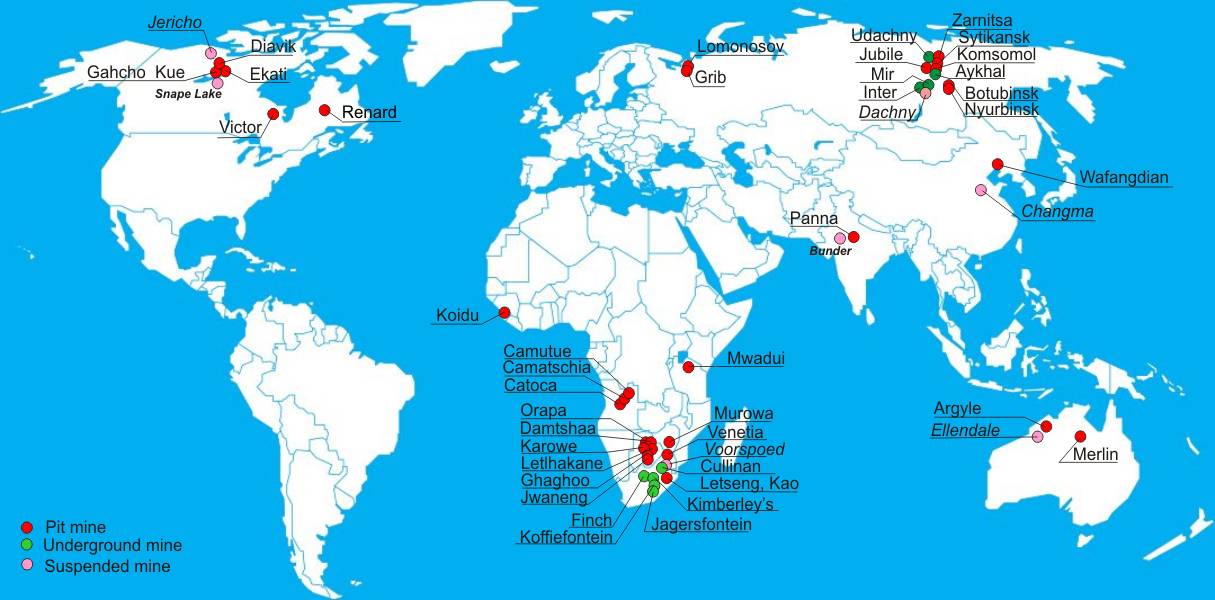 Jericho
Diavik
Gahcho Kue
Ekati
Snape Lake
Victor
Renard
Lomonosov
Grib
Zarnitsa
Udachny
Sytikansk
Jubile
Komsomol
Mir
Aykhal
Inter
Botubinsk
Dachny
Nyurbinsk
Wafangdian
Changma
Panna
Bunder
Koidu
Camutue
Camatschia
Catoca
Mwadui
Orapa
Damtshaa
Karowe
Letlhakane
Ghaghoo
Jwaneng
Finch
Koffiefontein
Murowa
Venetia
Voorspoed
Cullinan
Letseng, Kao
Kimberley's
Jagersfontein
Argyle
Ellendale
Merlin
Pit mine
Underground mine
Suspended mine